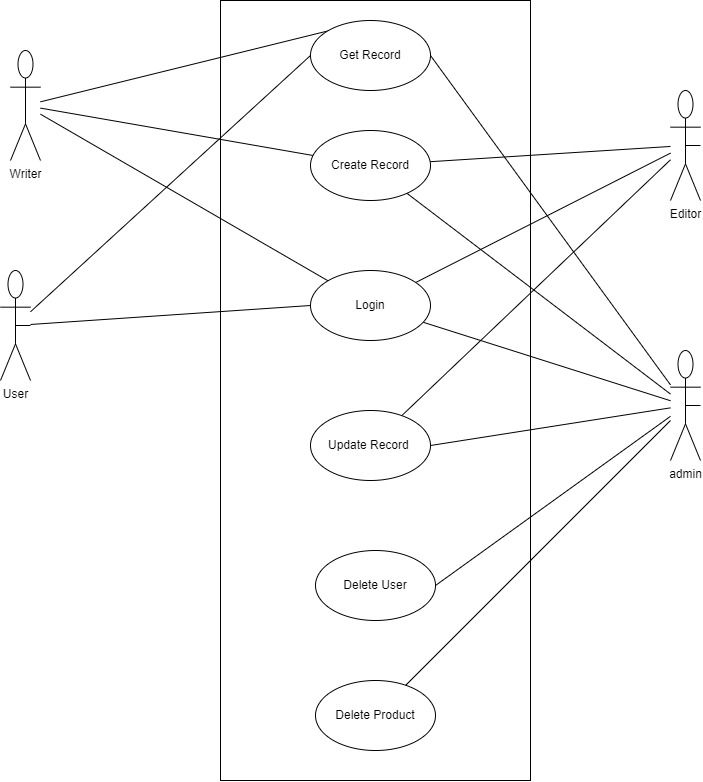 Get Record
Writer
Create Record
Editor
Login
User
Update Record
admin
Delete User
Delete Product